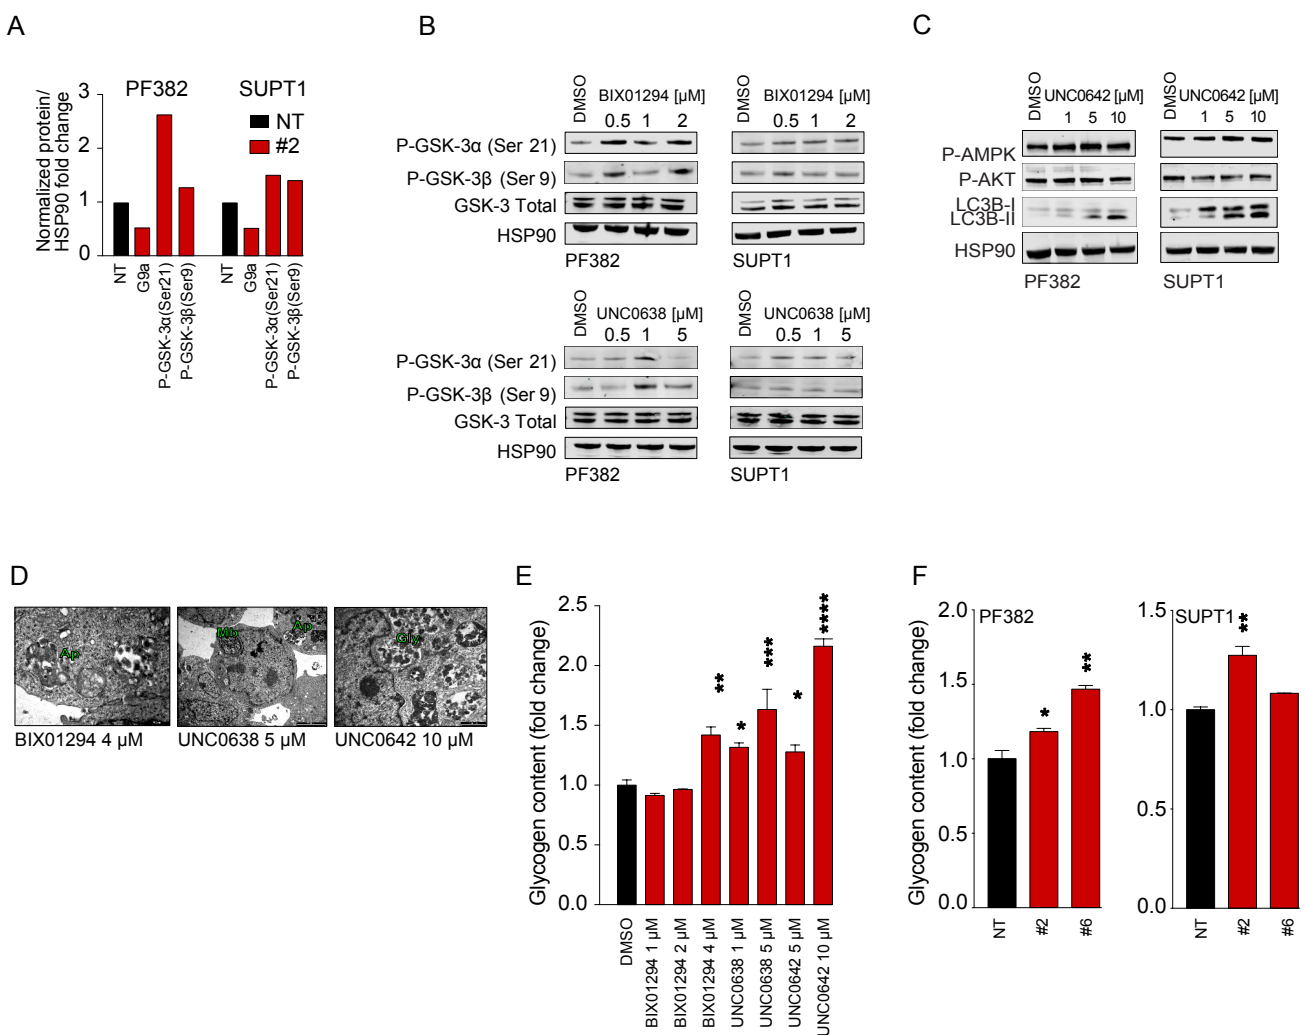 A
B
C
PF382
SUPT1
NT
#2
Normalized protein/
HSP90 fold change
3
2
1
0
NT
G9a
P-GSK-3α(Ser21)
P-GSK-3β(Ser9)
NT
G9a
P-GSK-3α(Ser21)
P-GSK-3β(Ser9)
DMSO
BIX01294 [µM]
0.5 1 2
DMSO
BIX01294 [µM]
0.5 1 2
P-GSK-3α (Ser 21)
P-GSK-3β (Ser 9)
GSK-3 Total
HSP90
PF382
SUPT1
DMSO
UNC0638 [µM]
0.5 1 5
DMSO
UNC0638 [µM]
0.5 1 5
P-GSK-3α (Ser 21)
P-GSK-3β (Ser 9)
GSK-3 Total
HSP90
PF382
SUPT1
DMSO
UNC0642 [µM]
1 5 10
DMSO
UNC0642 [µM]
1 5 10
P-AMPK
P-AKT
LC3B-I
LC3B-II
HSP90
PF382
SUPT1
D
Ap
Mb
Ap
Gly
BIX01294 4 µM
UNC0638 5 µM
UNC0642 10 µM
E
Glycogen content (fold change)
2.5
2.0
1.5
1.0
0.5
0.0
**
*
***
*
****
DMSO
BIX01294 1 µM
BIX01294 2 µM
BIX01294 4 µM
UNC0638 1 µM
UNC0638 5 µM
UNC0642 5 µM
UNC0642 10 µM
F
Glycogen content (fold change)
2.0
1.5
1.0
0.5
0.0
PF382
*
**
NT
#2
#6
1.5
1.0
0.5
0.0
SUPT1
**
NT
#2
#6